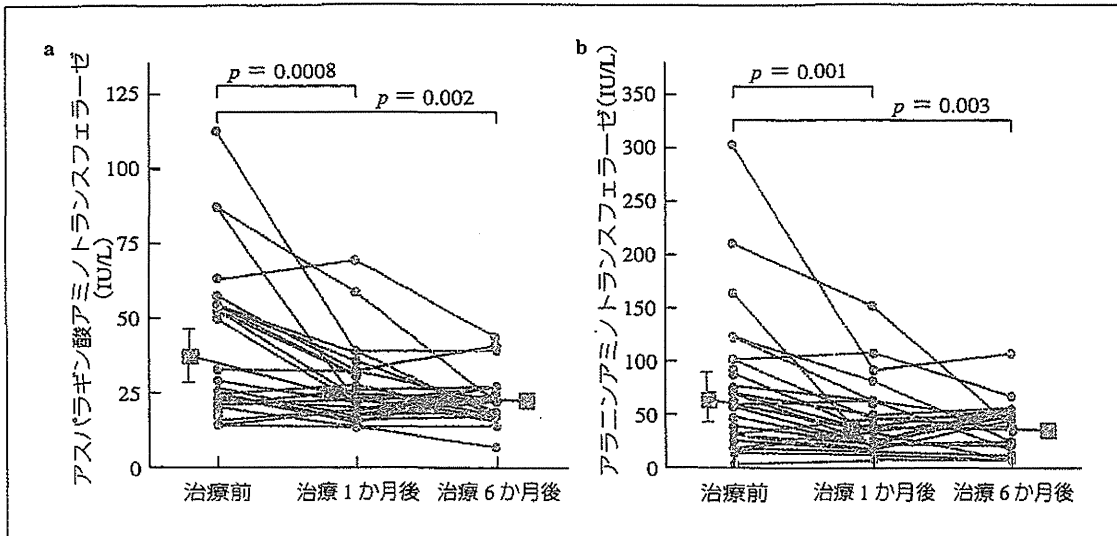 a
アスパラギン酸アミノトランスフェラーゼ
(IU/L)
p = 0.0008
p = 0.002
125
100
75
50
25
0
治療前
治療1か月後
治療6か月後
b
アラニンアミノトランスフェラーゼ(IU/L)
p = 0.001
p = 0.003
350
300
250
200
150
100
50
0
治療前
治療1か月後
治療6か月後